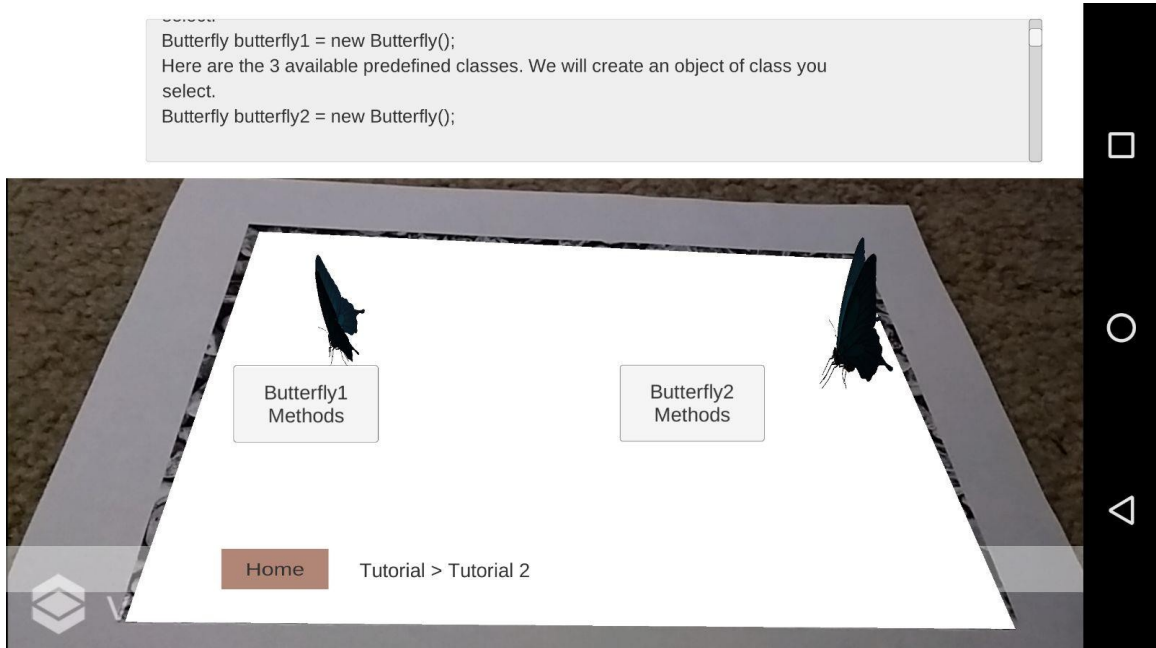 Butterfly butterfly1 = new Butterfly();
Here are the 3 available predefined classes. We will create an object of class you
select.
Butterfly butterfly2 = new Butterfly();
Butterfly1
Methods
Butterfly2
Methods
Home
Tutorial > Tutorial 2